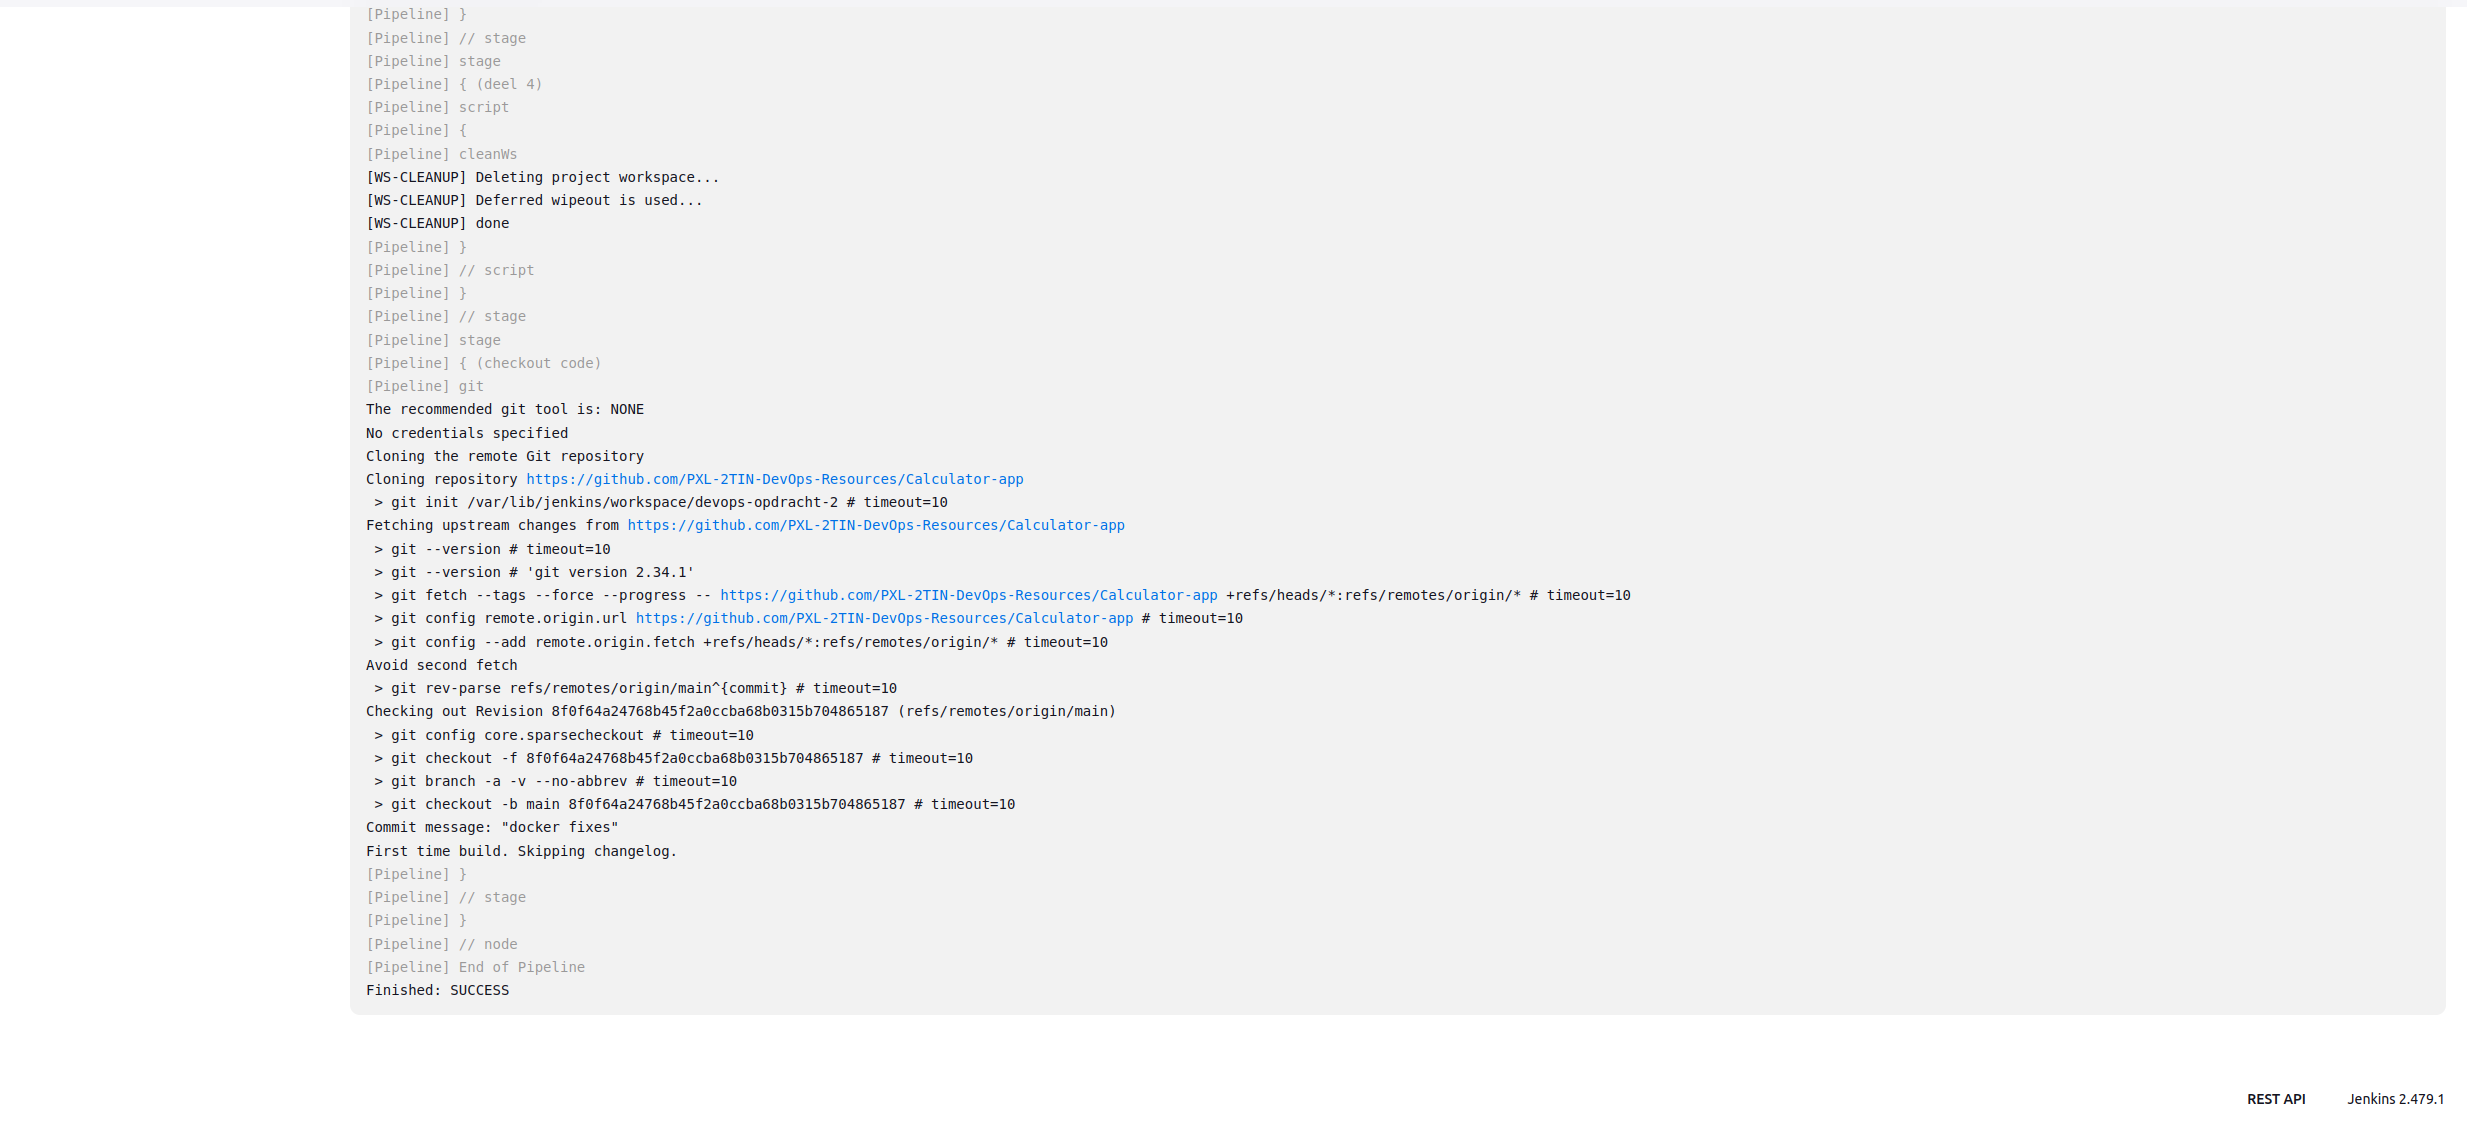 [Pipeline] }
[Pipeline] // stage
[Pipeline] stage
[Pipeline] { (deel 4)
[Pipeline] script
[Pipeline] {
[Pipeline] cleanWs
[WS-CLEANUP] Deleting project workspace...
[WS-CLEANUP] Deferred wipeout is used...
[WS-CLEANUP] done
[Pipeline] }
[Pipeline] // script
[Pipeline] }
[Pipeline] // stage
[Pipeline] stage
[Pipeline] { (checkout code)
[Pipeline] git
The recommended git tool is: NONE
No credentials specified
Cloning the remote Git repository
Cloning repository https://github.com/PXL-2TIN-DevOps-Resources/Calculator-app
 > git init /var/lib/jenkins/workspace/devops-opdracht-2 # timeout=10
Fetching upstream changes from https://github.com/PXL-2TIN-DevOps-Resources/Calculator-app
 > git --version # timeout=10
 > git --version # 'git version 2.34.1'
 > git fetch --tags --force --progress -- https://github.com/PXL-2TIN-DevOps-Resources/Calculator-app +refs/heads/*:refs/remotes/origin/* # timeout=10
 > git config remote.origin.url https://github.com/PXL-2TIN-DevOps-Resources/Calculator-app # timeout=10
 > git config --add remote.origin.fetch +refs/heads/*:refs/remotes/origin/* # timeout=10
Avoid second fetch
 > git rev-parse refs/remotes/origin/main^{commit} # timeout=10
Checking out Revision 8f0f64a24768b45f2a0ccba68b0315b704865187 (refs/remotes/origin/main)
 > git config core.sparsecheckout # timeout=10
 > git checkout -f 8f0f64a24768b45f2a0ccba68b0315b704865187 # timeout=10
 > git branch -a -v --no-abbrev # timeout=10
 > git checkout -b main 8f0f64a24768b45f2a0ccba68b0315b704865187 # timeout=10
Commit message: "docker fixes"
First time build. Skipping changelog.
[Pipeline] }
[Pipeline] // stage
[Pipeline] }
[Pipeline] // node
[Pipeline] End of Pipeline
Finished: SUCCESS
REST API Jenkins 2.479.1